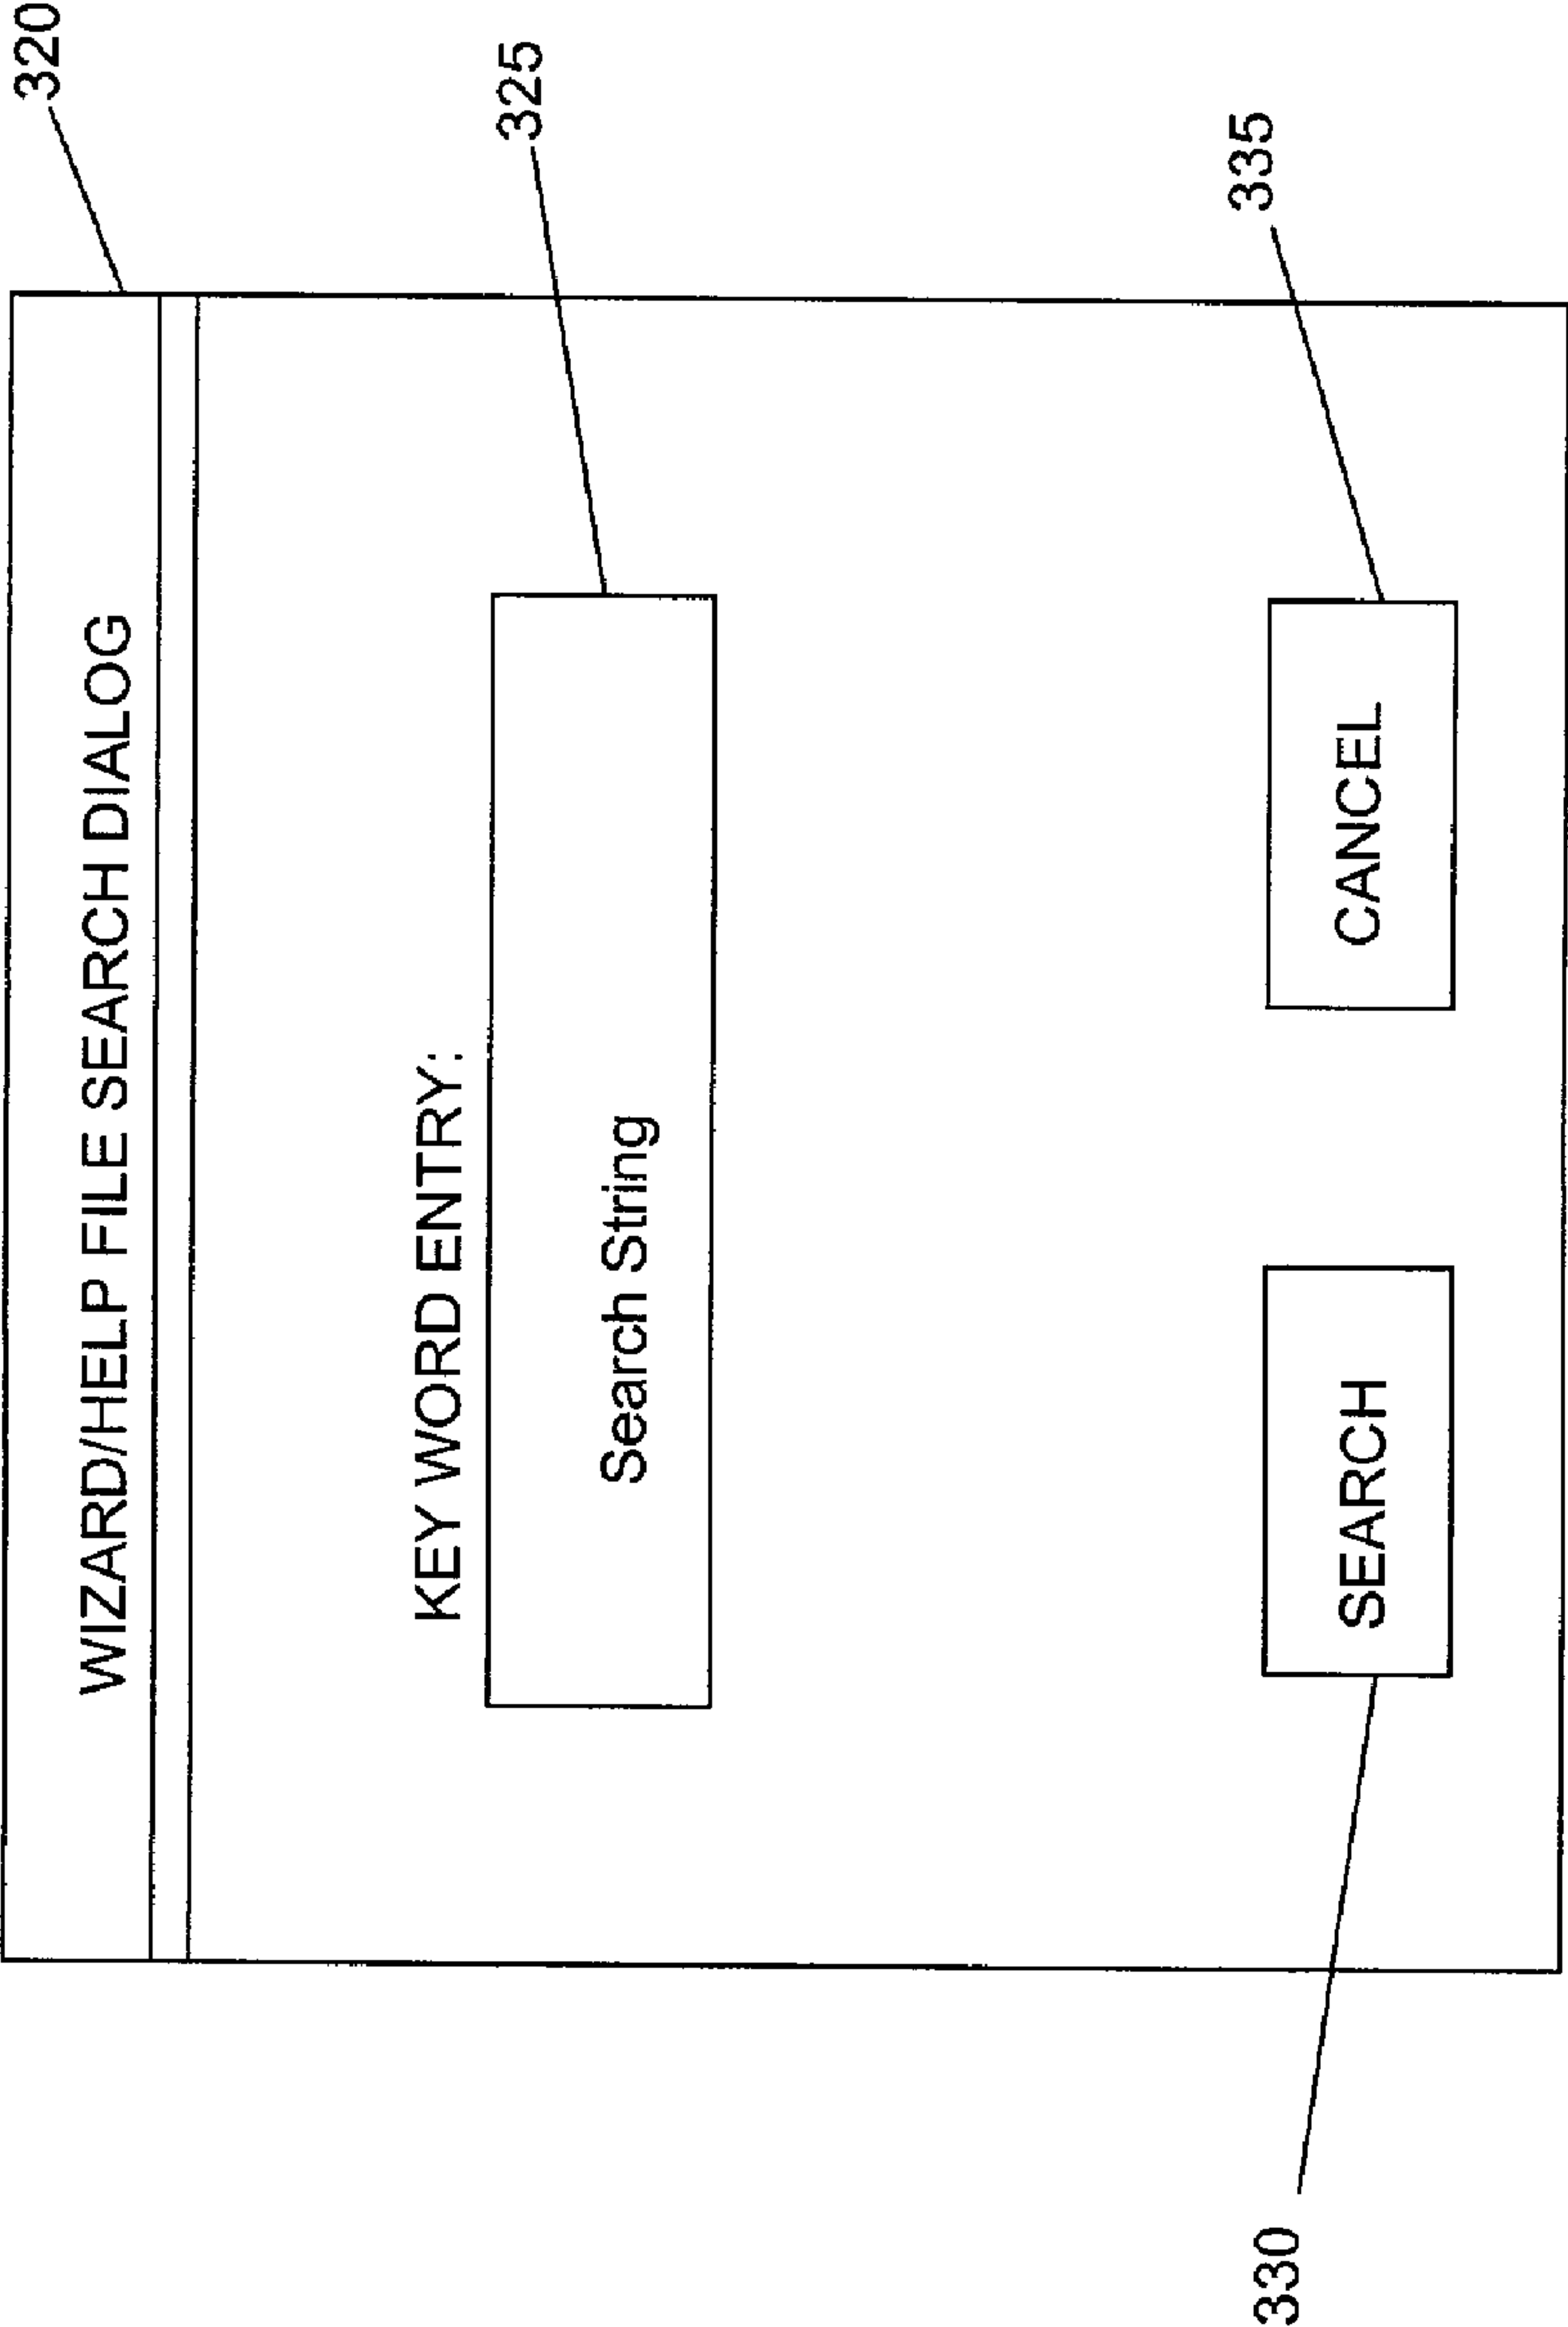 320
WIZARD/HELP FILE SEARCH DIALOG
325
KEY WORD ENTRY:
Search String
335
330
SEARCH
CANCEL